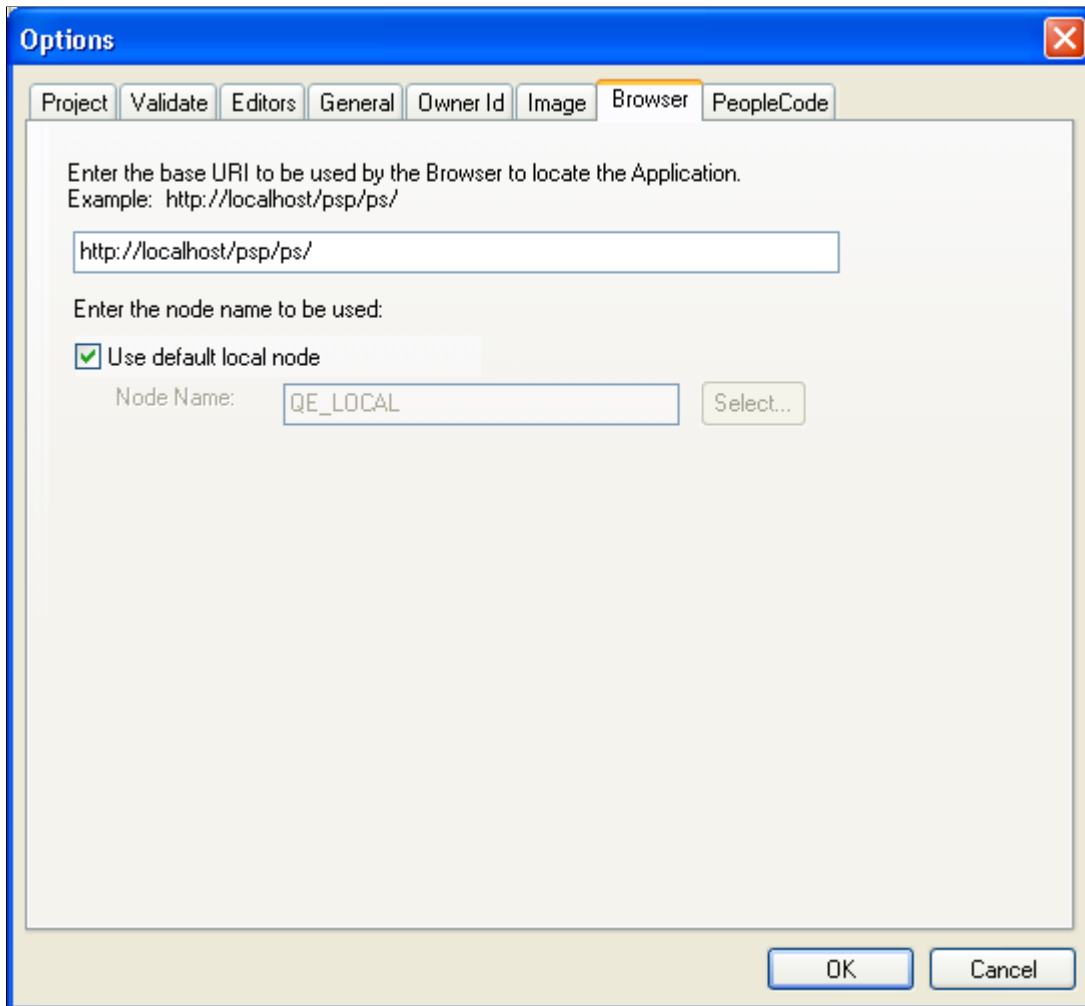 Options
Project Validate Editors General Owner Id Image Browser PeopleCode
Enter the base URI to be used by the Browser to locate the Application.
Example:  http://localhost/psp/ps/
http://localhost/psp/ps/
Enter the node name to be used:
Use default local node
Node Name: QE_LOCAL Select...
OK Cancel